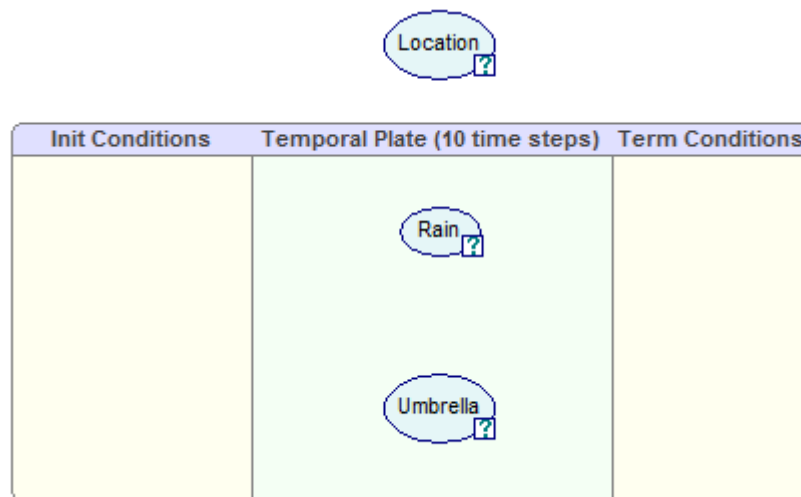 Location
?
Init Conditions Temporal Plate (10 time steps) Term Conditions
Rain
?
Umbrella
?